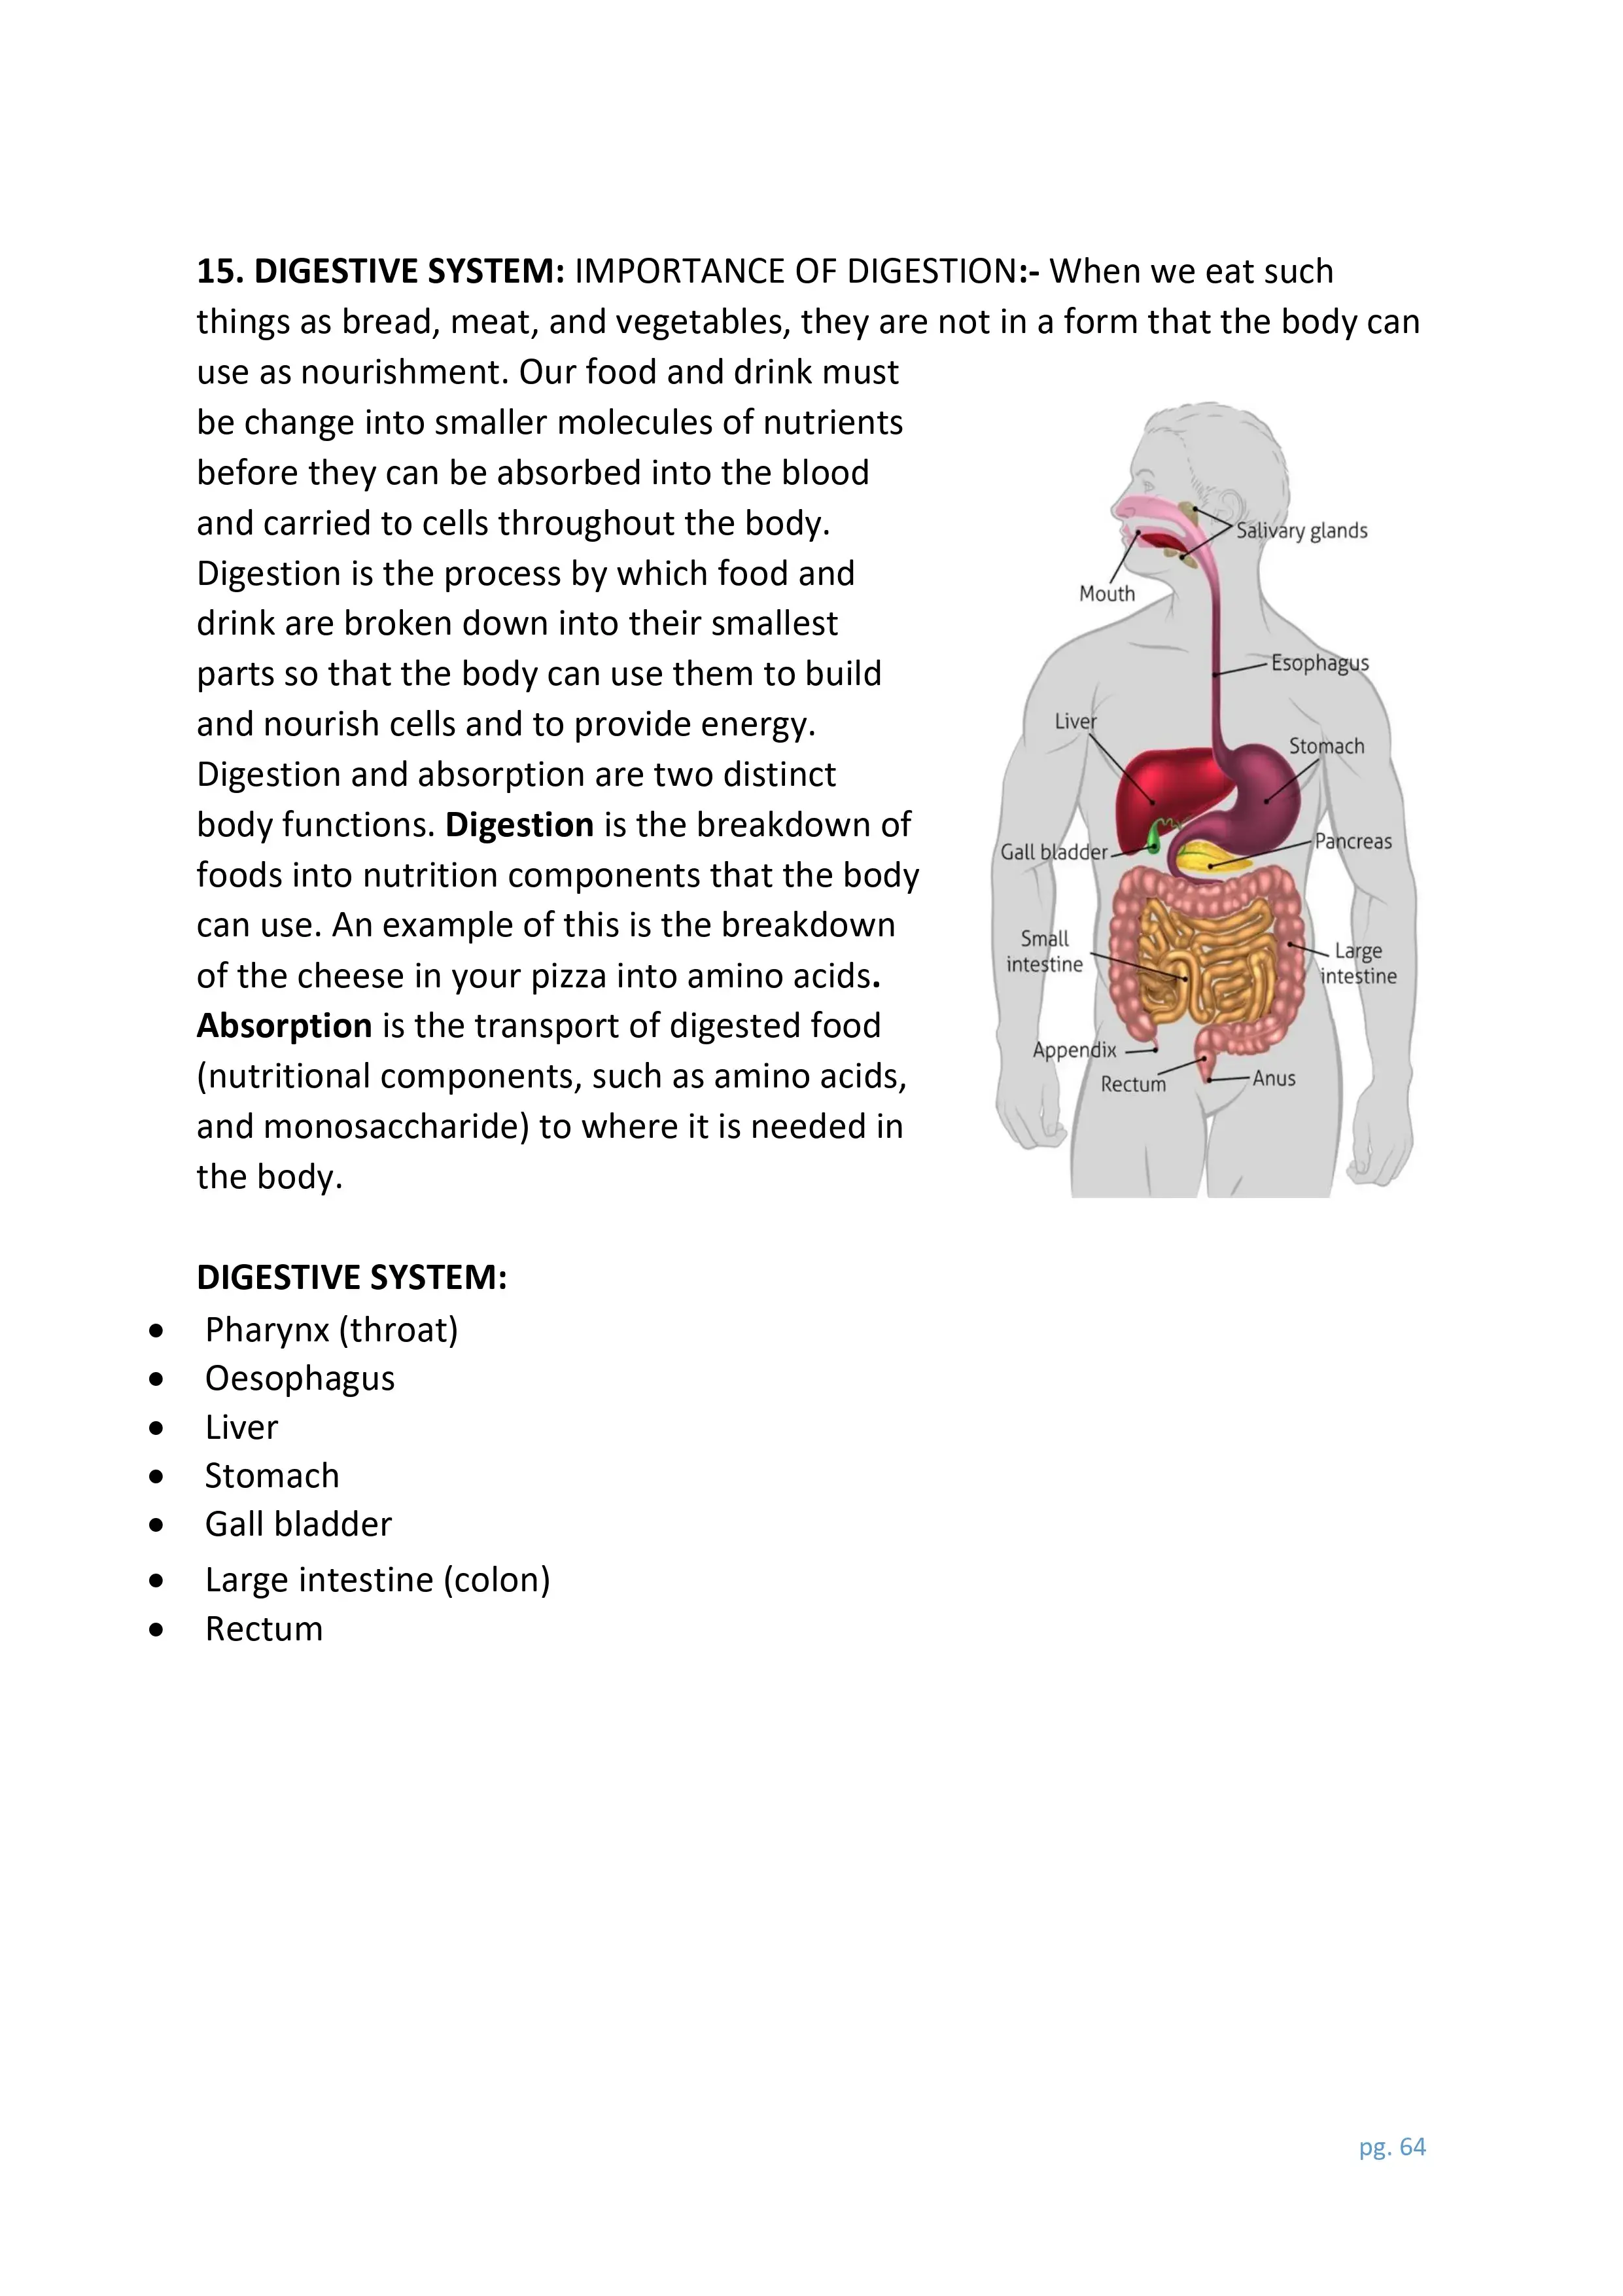 15. DIGESTIVE SYSTEM: IMPORTANCE OF DIGESTION:- When we eat such
things as bread, meat, and vegetables, they are not in a form that the body can
use as nourishment. Our food and drink must
be change into smaller molecules of nutrients
before they can be absorbed into the blood
and carried to cells throughout the body.
Digestion is the process by which food and
drink are broken down into their smallest
parts so that the body can use them to build
and nourish cells and to provide energy.
Digestion and absorption are two distinct
body functions. Digestion is the breakdown of
foods into nutrition components that the body
can use. An example of this is the breakdown
of the cheese in your pizza into amino acids.
Absorption is the transport of digested food
(nutritional components, such as amino acids,
and monosaccharide) to where it is needed in
the body.
Salivary glands
Mouth
Esophagus
Liver
Stomach
Pancreas
Gall bladder
Small
intestine
Large
intestine
Appendix
Rectum
Anus
DIGESTIVE SYSTEM:
• Pharynx (throat)
• Oesophagus
• Liver
• Stomach
• Gall bladder
• Large intestine (colon)
• Rectum
pg. 64